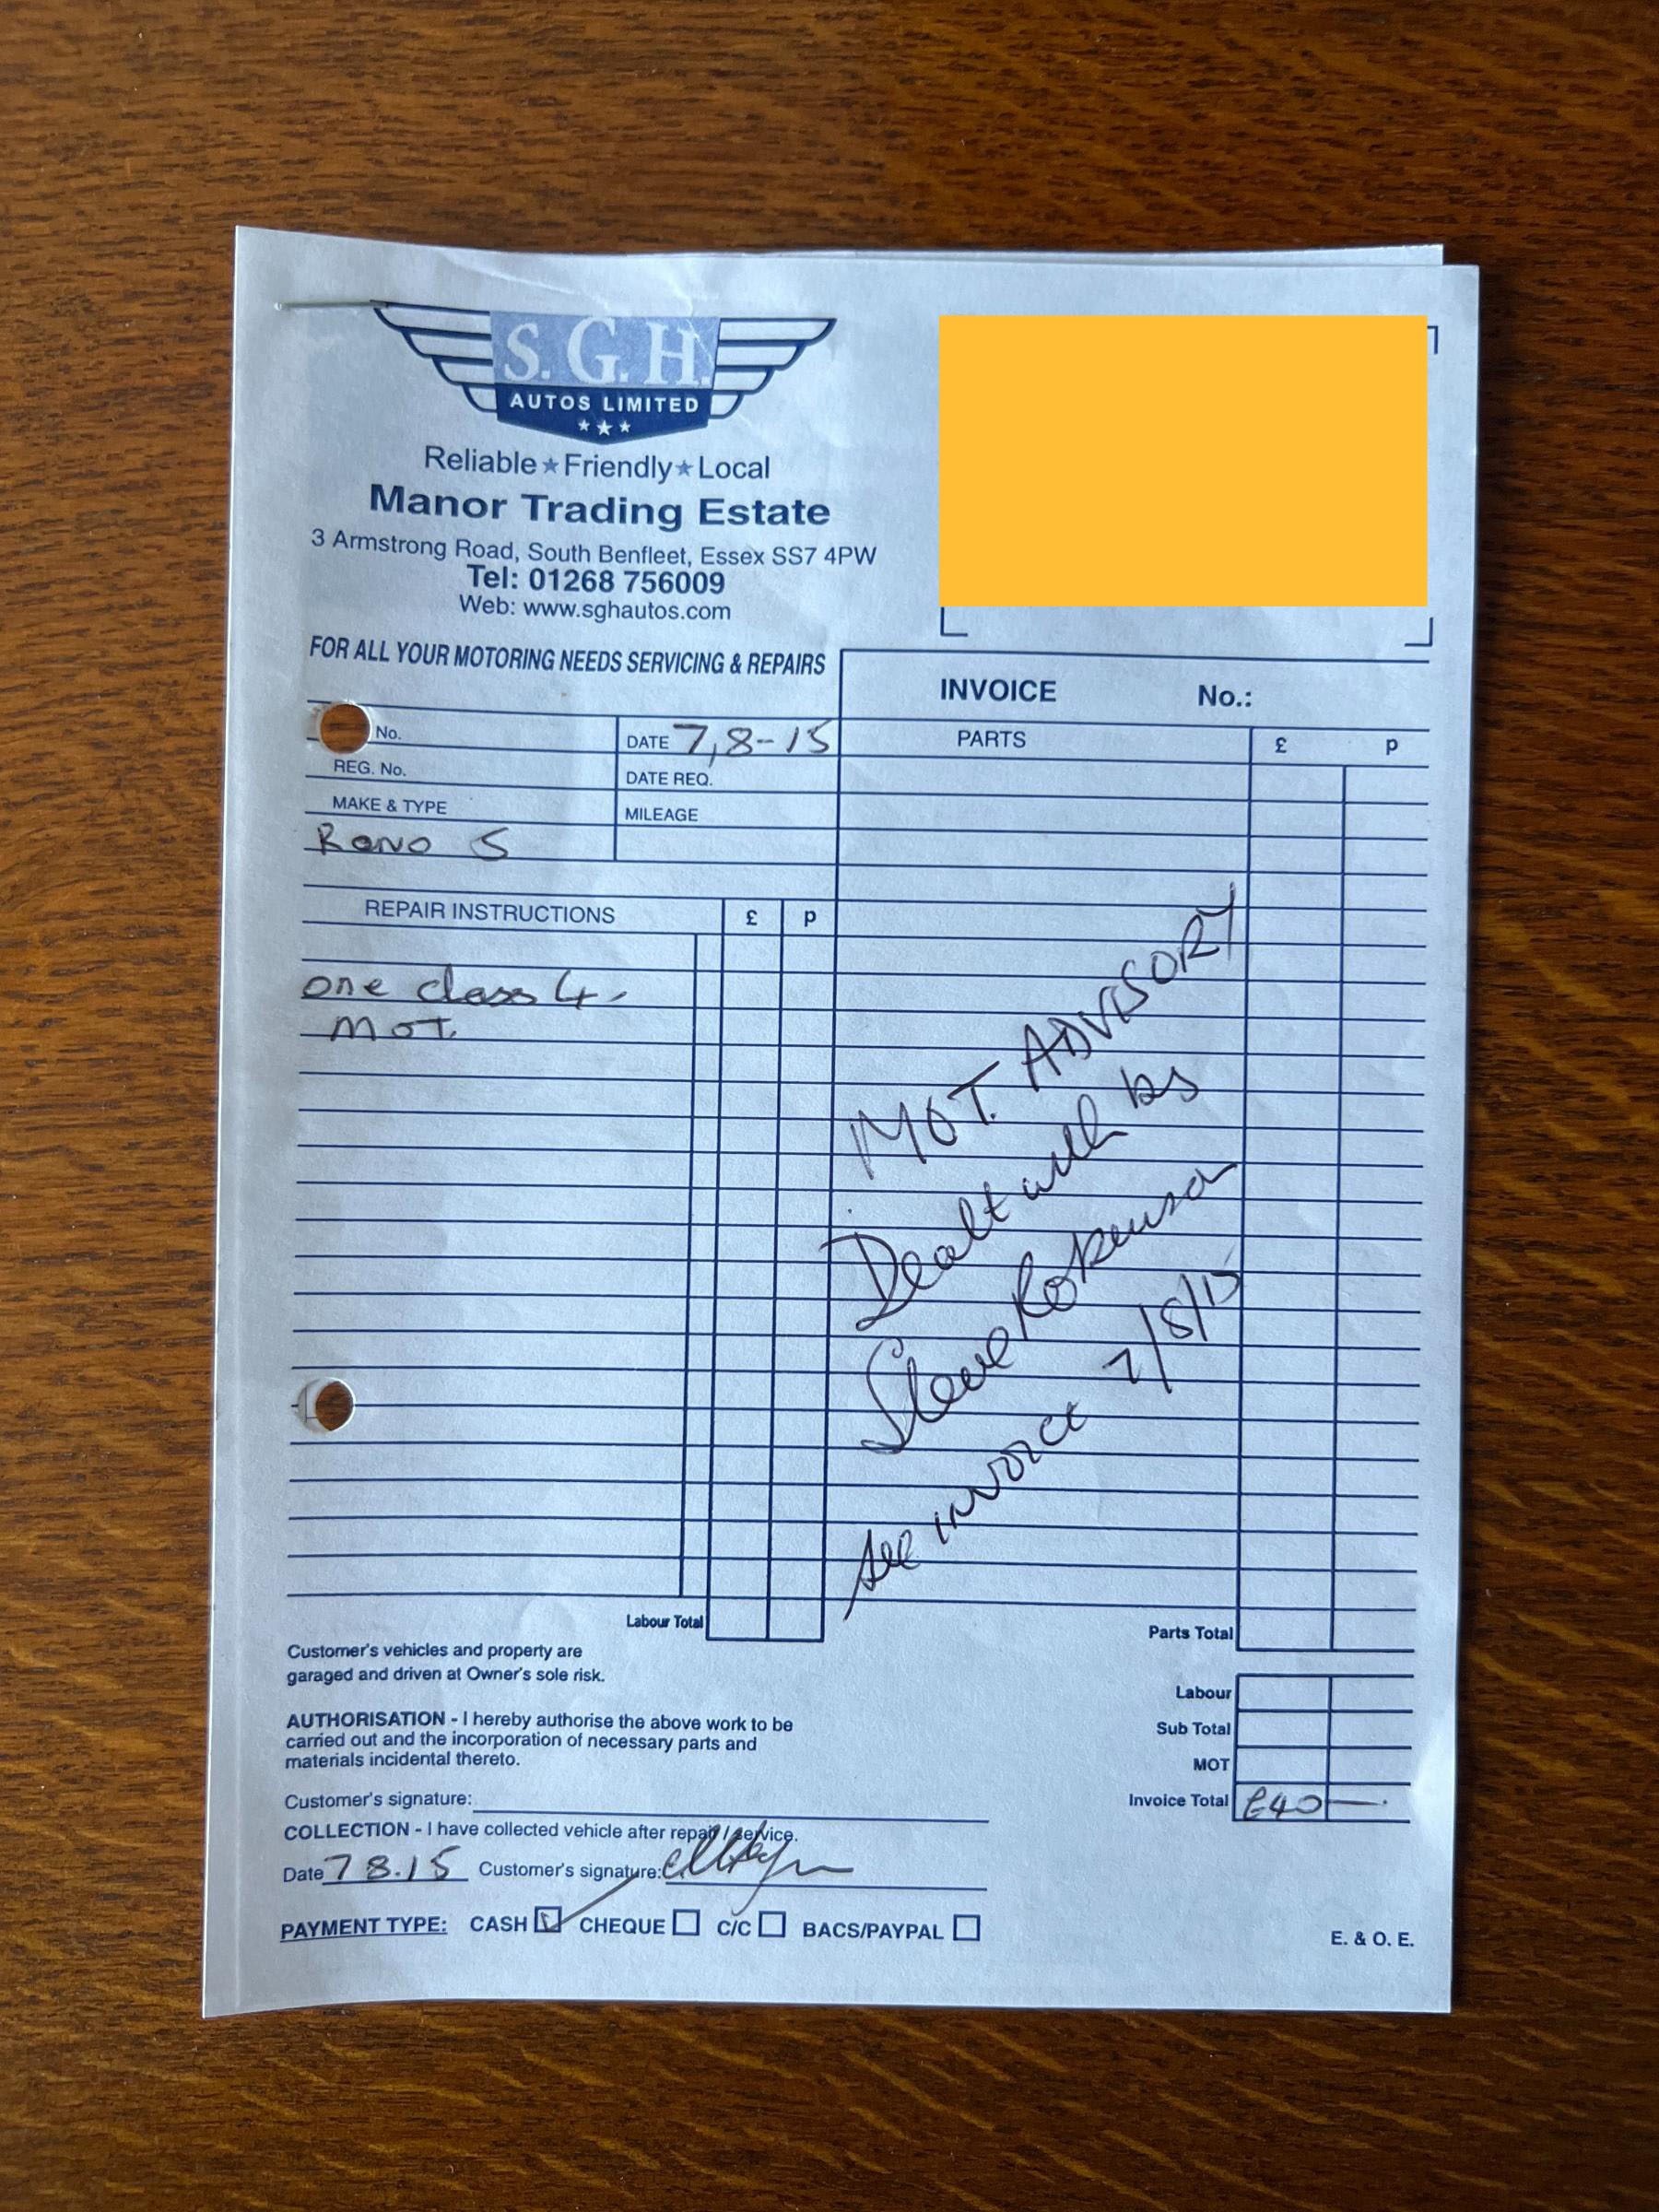 S.G.H.
AUTOS LIMITED
Reliable ★ Friendly ★ Local
Manor Trading Estate
3 Armstrong Road, South Benfleet, Essex SS7 4PW
Tel: 01268 756009
Web: www.sghautos.com
FOR ALL YOUR MOTORING NEEDS SERVICING & REPAIRS
INVOICE No.:
No.
DATE 7,8-15
REG. No.
DATE REQ.
MAKE & TYPE
MILEAGE
Reno 5
PARTS £ p
REPAIR INSTRUCTIONS £ p
one class 4
MOT
MOT. ADVISORY
Dealt with by
Steve Robinson
see invoice 7/8/15
Labour Total
Parts Total
Customer's vehicles and property are
garaged and driven at Owner's sole risk.
AUTHORISATION - I hereby authorise the above work to be
carried out and the incorporation of necessary parts and
materials incidental thereto.
Labour
Sub Total
MOT
Invoice Total £40 —
Customer's signature:
COLLECTION - I have collected vehicle after repair / service.
Date 7 8.15 Customer's signature:
PAYMENT TYPE: CASH CHEQUE C/C BACS/PAYPAL
E. & O. E.